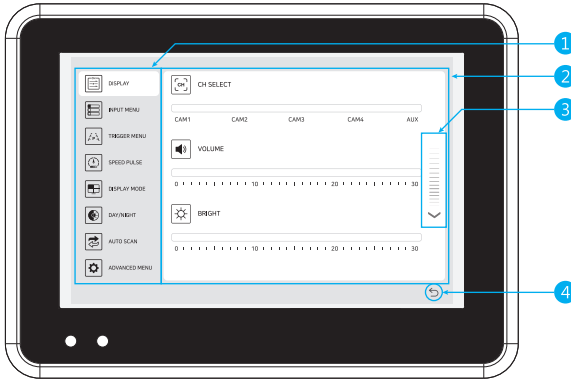 1
2
3
4
DISPLAY
INPUT MENU
TRIGGER MENU
SPEED PULSE
DISPLAY MODE
DAY/NIGHT
AUTO SCAN
ADVANCED MENU
CH CH SELECT
CAM1 CAM2 CAM3 CAM4 AUX
VOLUME
0 10 20 30
BRIGHT
0 10 20 30